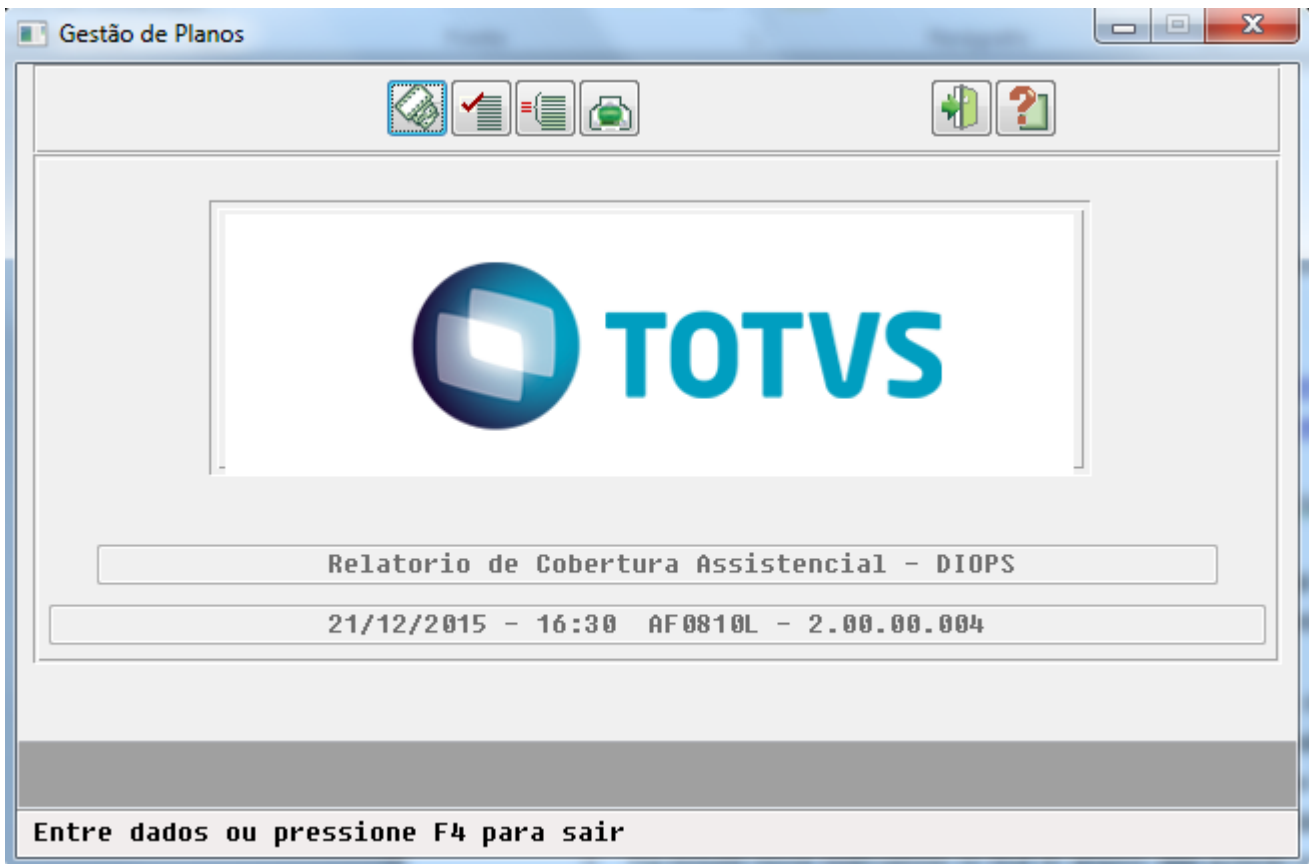 Gestão de Planos
TOTVS
Relatorio de Cobertura Assistencial - DIOPS
21/12/2015 - 16:30 AF0810L - 2.00.00.004
Entre dados ou pressione F4 para sair